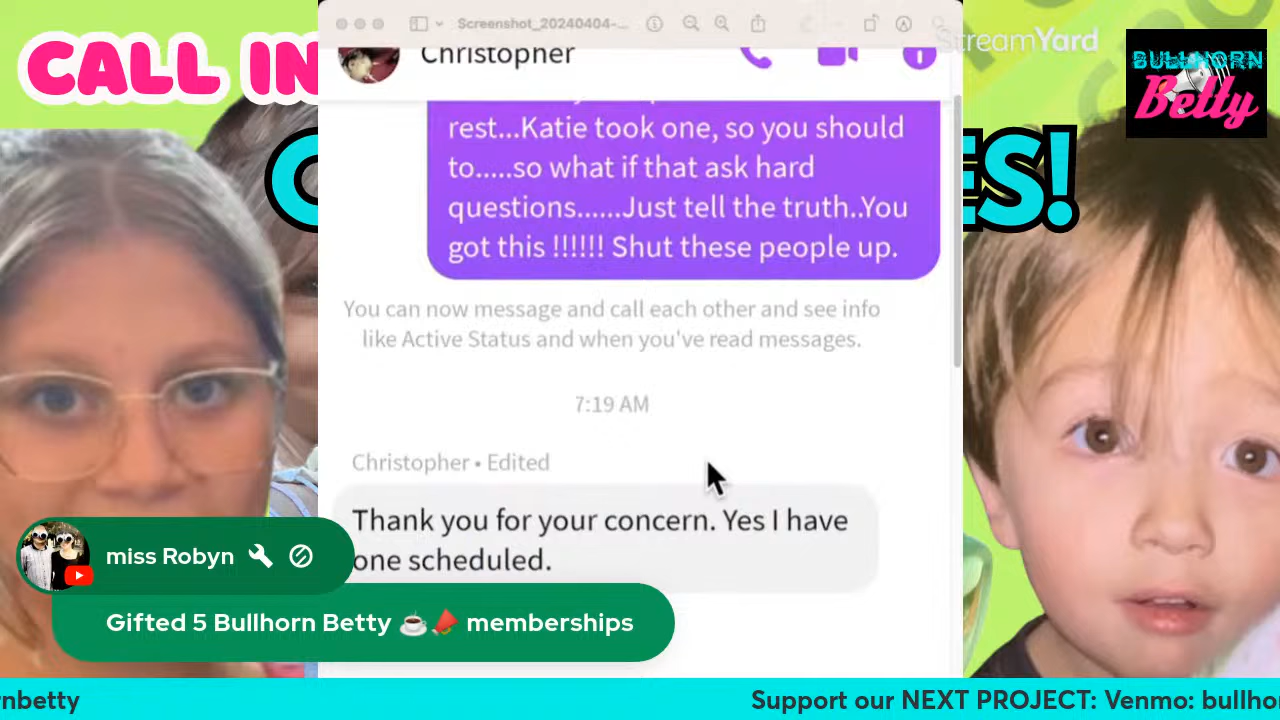 Screenshot_20240404-...
StreamYard
BULLHORN
Betty
CALL IN
Christopher
rest...Katie took one, so you should
to.....so what if that ask hard
questions......Just tell the truth..You
got this !!!!!! Shut these people up.
ES!
You can now message and call each other and see info
like Active Status and when you've read messages.
7:19 AM
Christopher • Edited
Thank you for your concern. Yes I have
one scheduled.
miss Robyn
Gifted 5 Bullhorn Betty ☕📣 memberships
rnbetty
Support our NEXT PROJECT: Venmo: bullhor